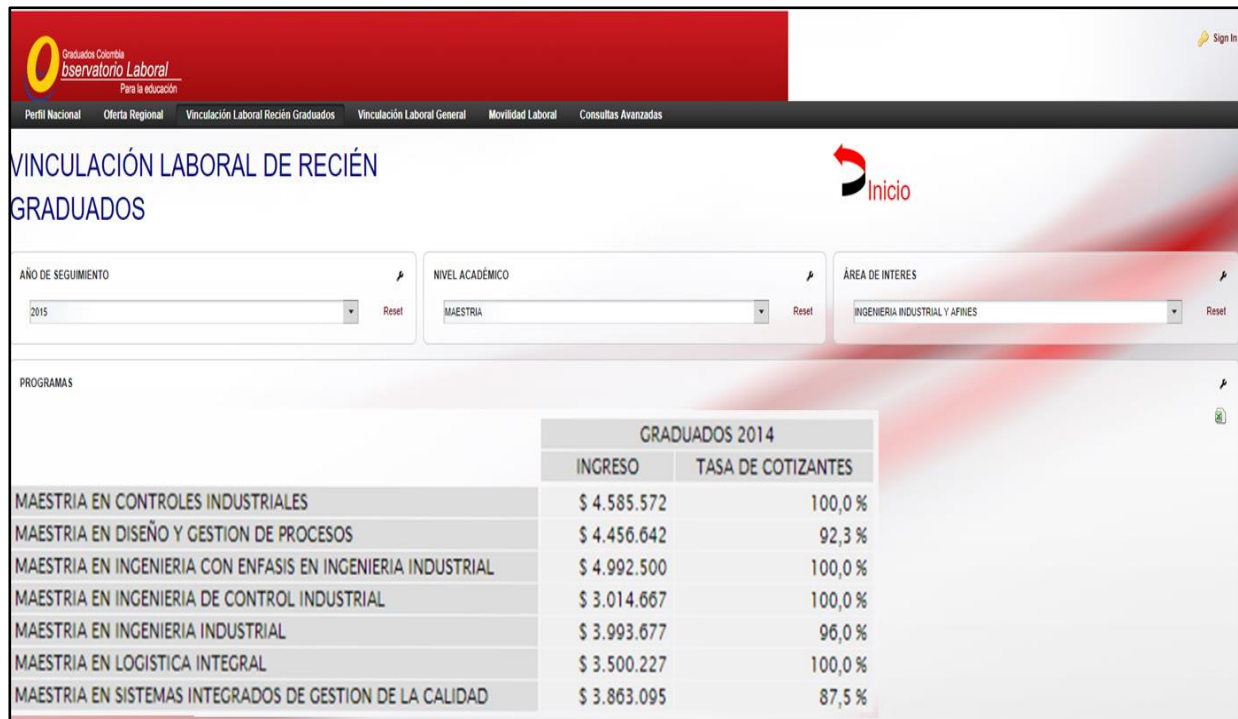 Sign In
Graduados Colombia
Observatorio Laboral
Para la educación
Perfil Nacional Oferta Regional Vinculación Laboral Recién Graduados Vinculación Laboral General Movilidad Laboral Consultas Avanzadas
VINCULACIÓN LABORAL DE RECIÉN
GRADUADOS
Inicio
AÑO DE SEGUIMIENTO NIVEL ACADÉMICO ÁREA DE INTERES
2015 Reset MAESTRIA Reset INGENIERIA INDUSTRIAL Y AFINES Reset
PROGRAMAS
GRADUADOS 2014
INGRESO TASA DE COTIZANTES
MAESTRIA EN CONTROLES INDUSTRIALES $ 4.585.572 100,0 %
MAESTRIA EN DISEÑO Y GESTION DE PROCESOS $ 4.456.642 92,3 %
MAESTRIA EN INGENIERIA CON ENFASIS EN INGENIERIA INDUSTRIAL $ 4.992.500 100,0 %
MAESTRIA EN INGENIERIA DE CONTROL INDUSTRIAL $ 3.014.667 100,0 %
MAESTRIA EN INGENIERIA INDUSTRIAL $ 3.993.677 96,0 %
MAESTRIA EN LOGISTICA INTEGRAL $ 3.500.227 100,0 %
MAESTRIA EN SISTEMAS INTEGRADOS DE GESTION DE LA CALIDAD $ 3.863.095 87,5 %